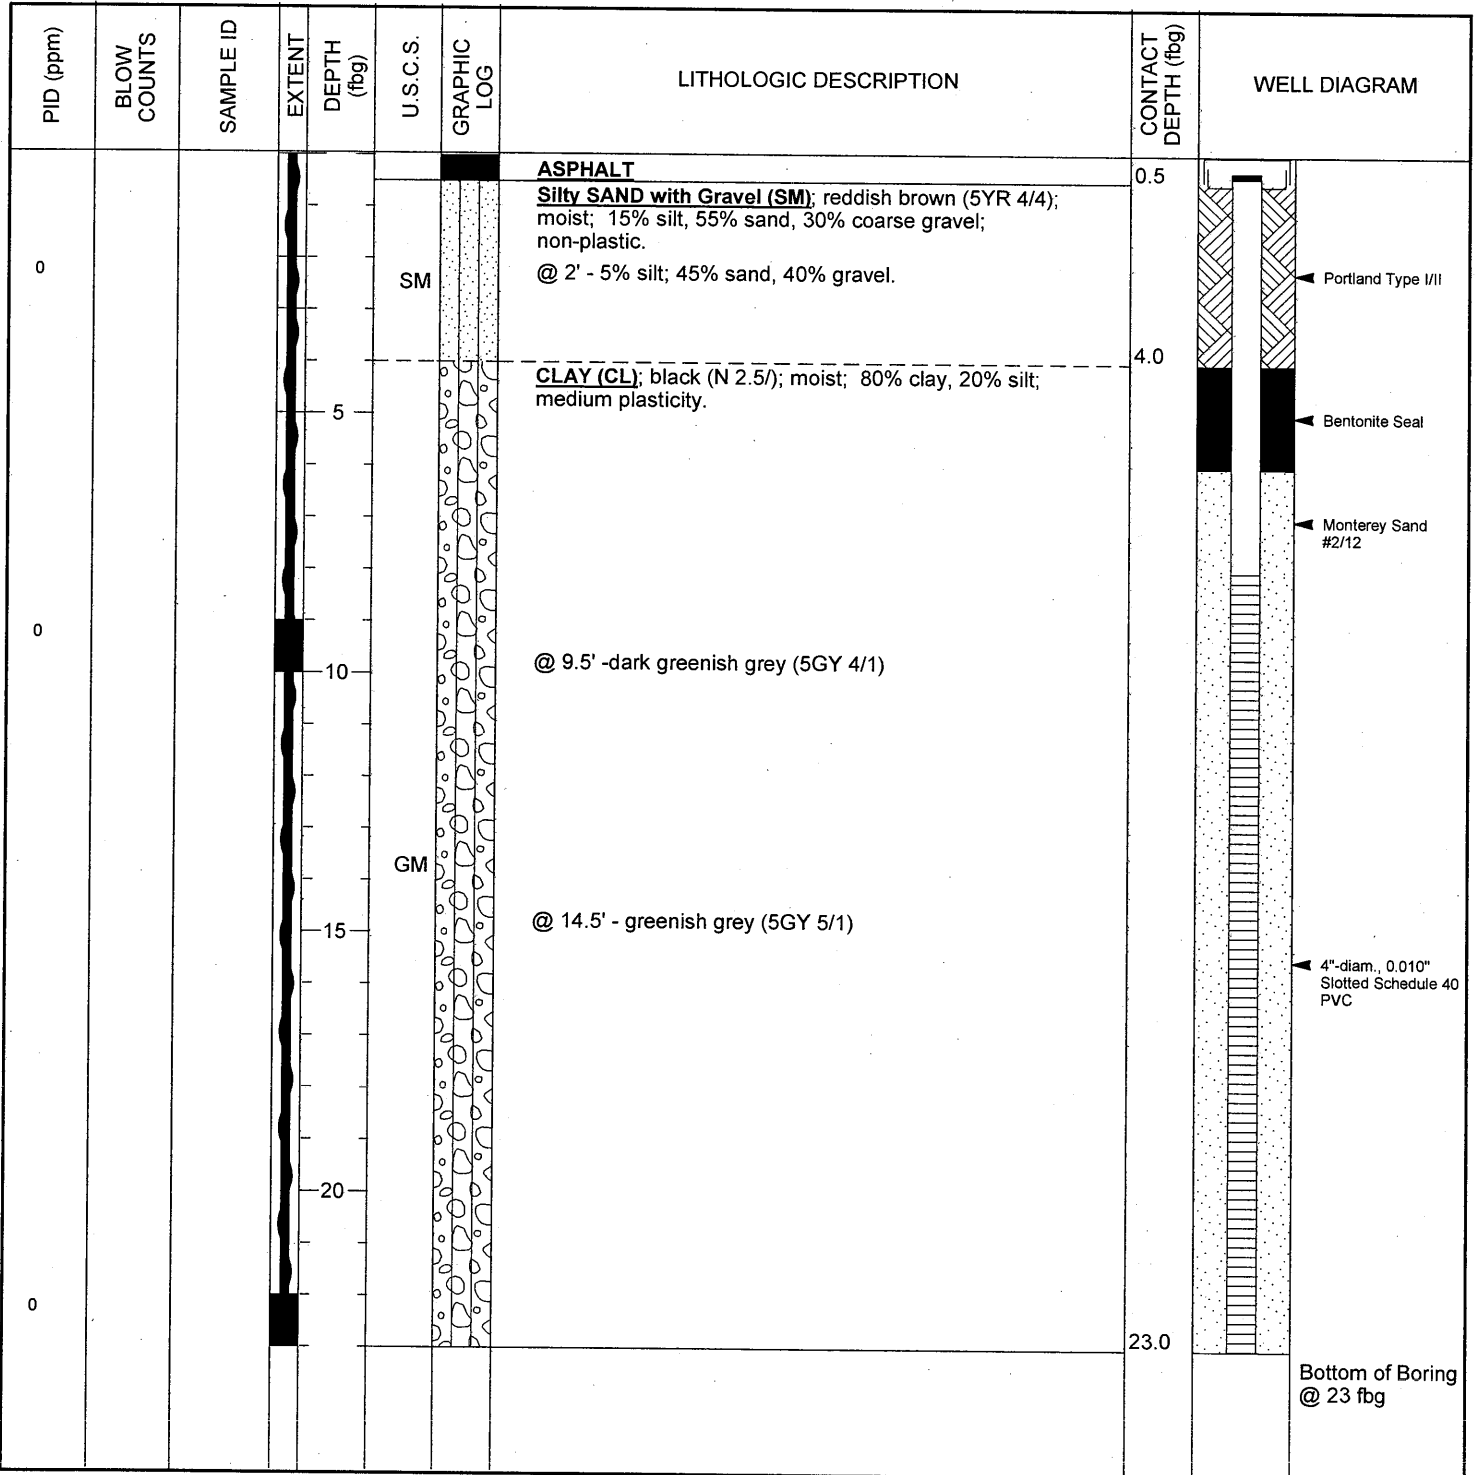 PID (ppm)
BLOW
COUNTS
SAMPLE ID
EXTENT
DEPTH
(fbg)
U.S.C.S.
GRAPHIC
LOG
LITHOLOGIC DESCRIPTION
CONTACT
DEPTH (fbg)
WELL DIAGRAM
ASPHALT
0.5
Silty SAND with Gravel (SM); reddish brown (5YR 4/4);
moist; 15% silt, 55% sand, 30% coarse gravel;
non-plastic.
0
SM
@ 2' - 5% silt; 45% sand, 40% gravel.
Portland Type I/II
4.0
CLAY (CL); black (N 2.5/); moist; 80% clay, 20% silt;
medium plasticity.
5
Bentonite Seal
Monterey Sand
#2/12
0
10
@ 9.5' -dark greenish grey (5GY 4/1)
GM
15
@ 14.5' - greenish grey (5GY 5/1)
4"-diam., 0.010"
Slotted Schedule 40
PVC
20
0
23.0
Bottom of Boring
@ 23 fbg